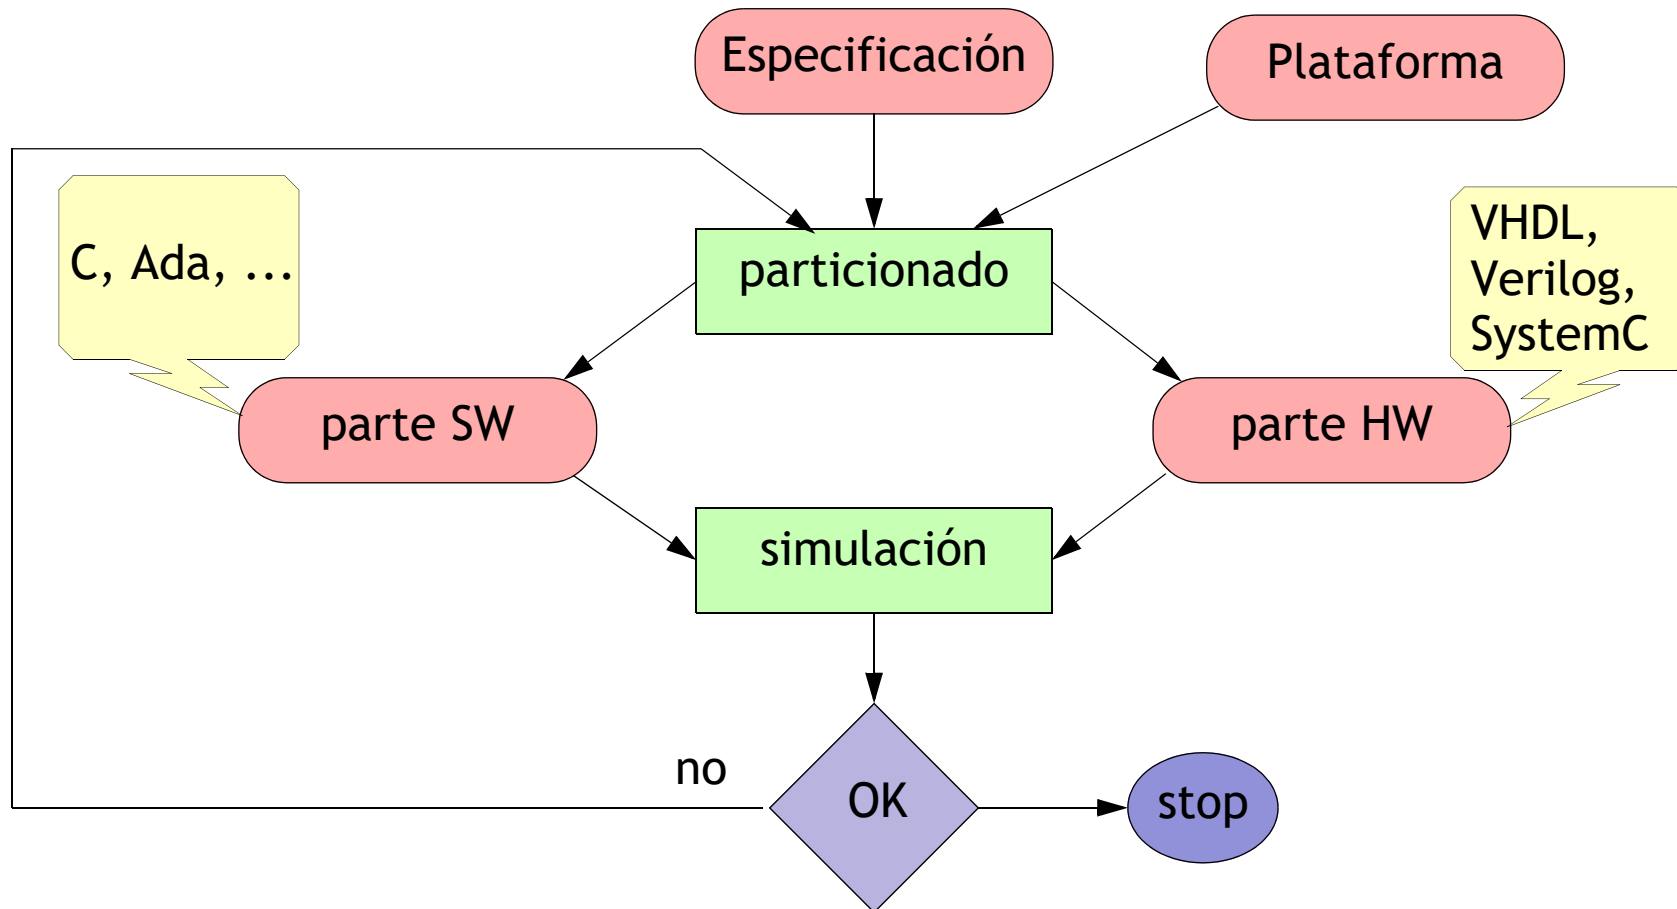 Especificación
Plataforma
C, Ada, ...
particionado
VHDL,
Verilog,
SystemC
parte SW
parte HW
simulación
no
OK
stop